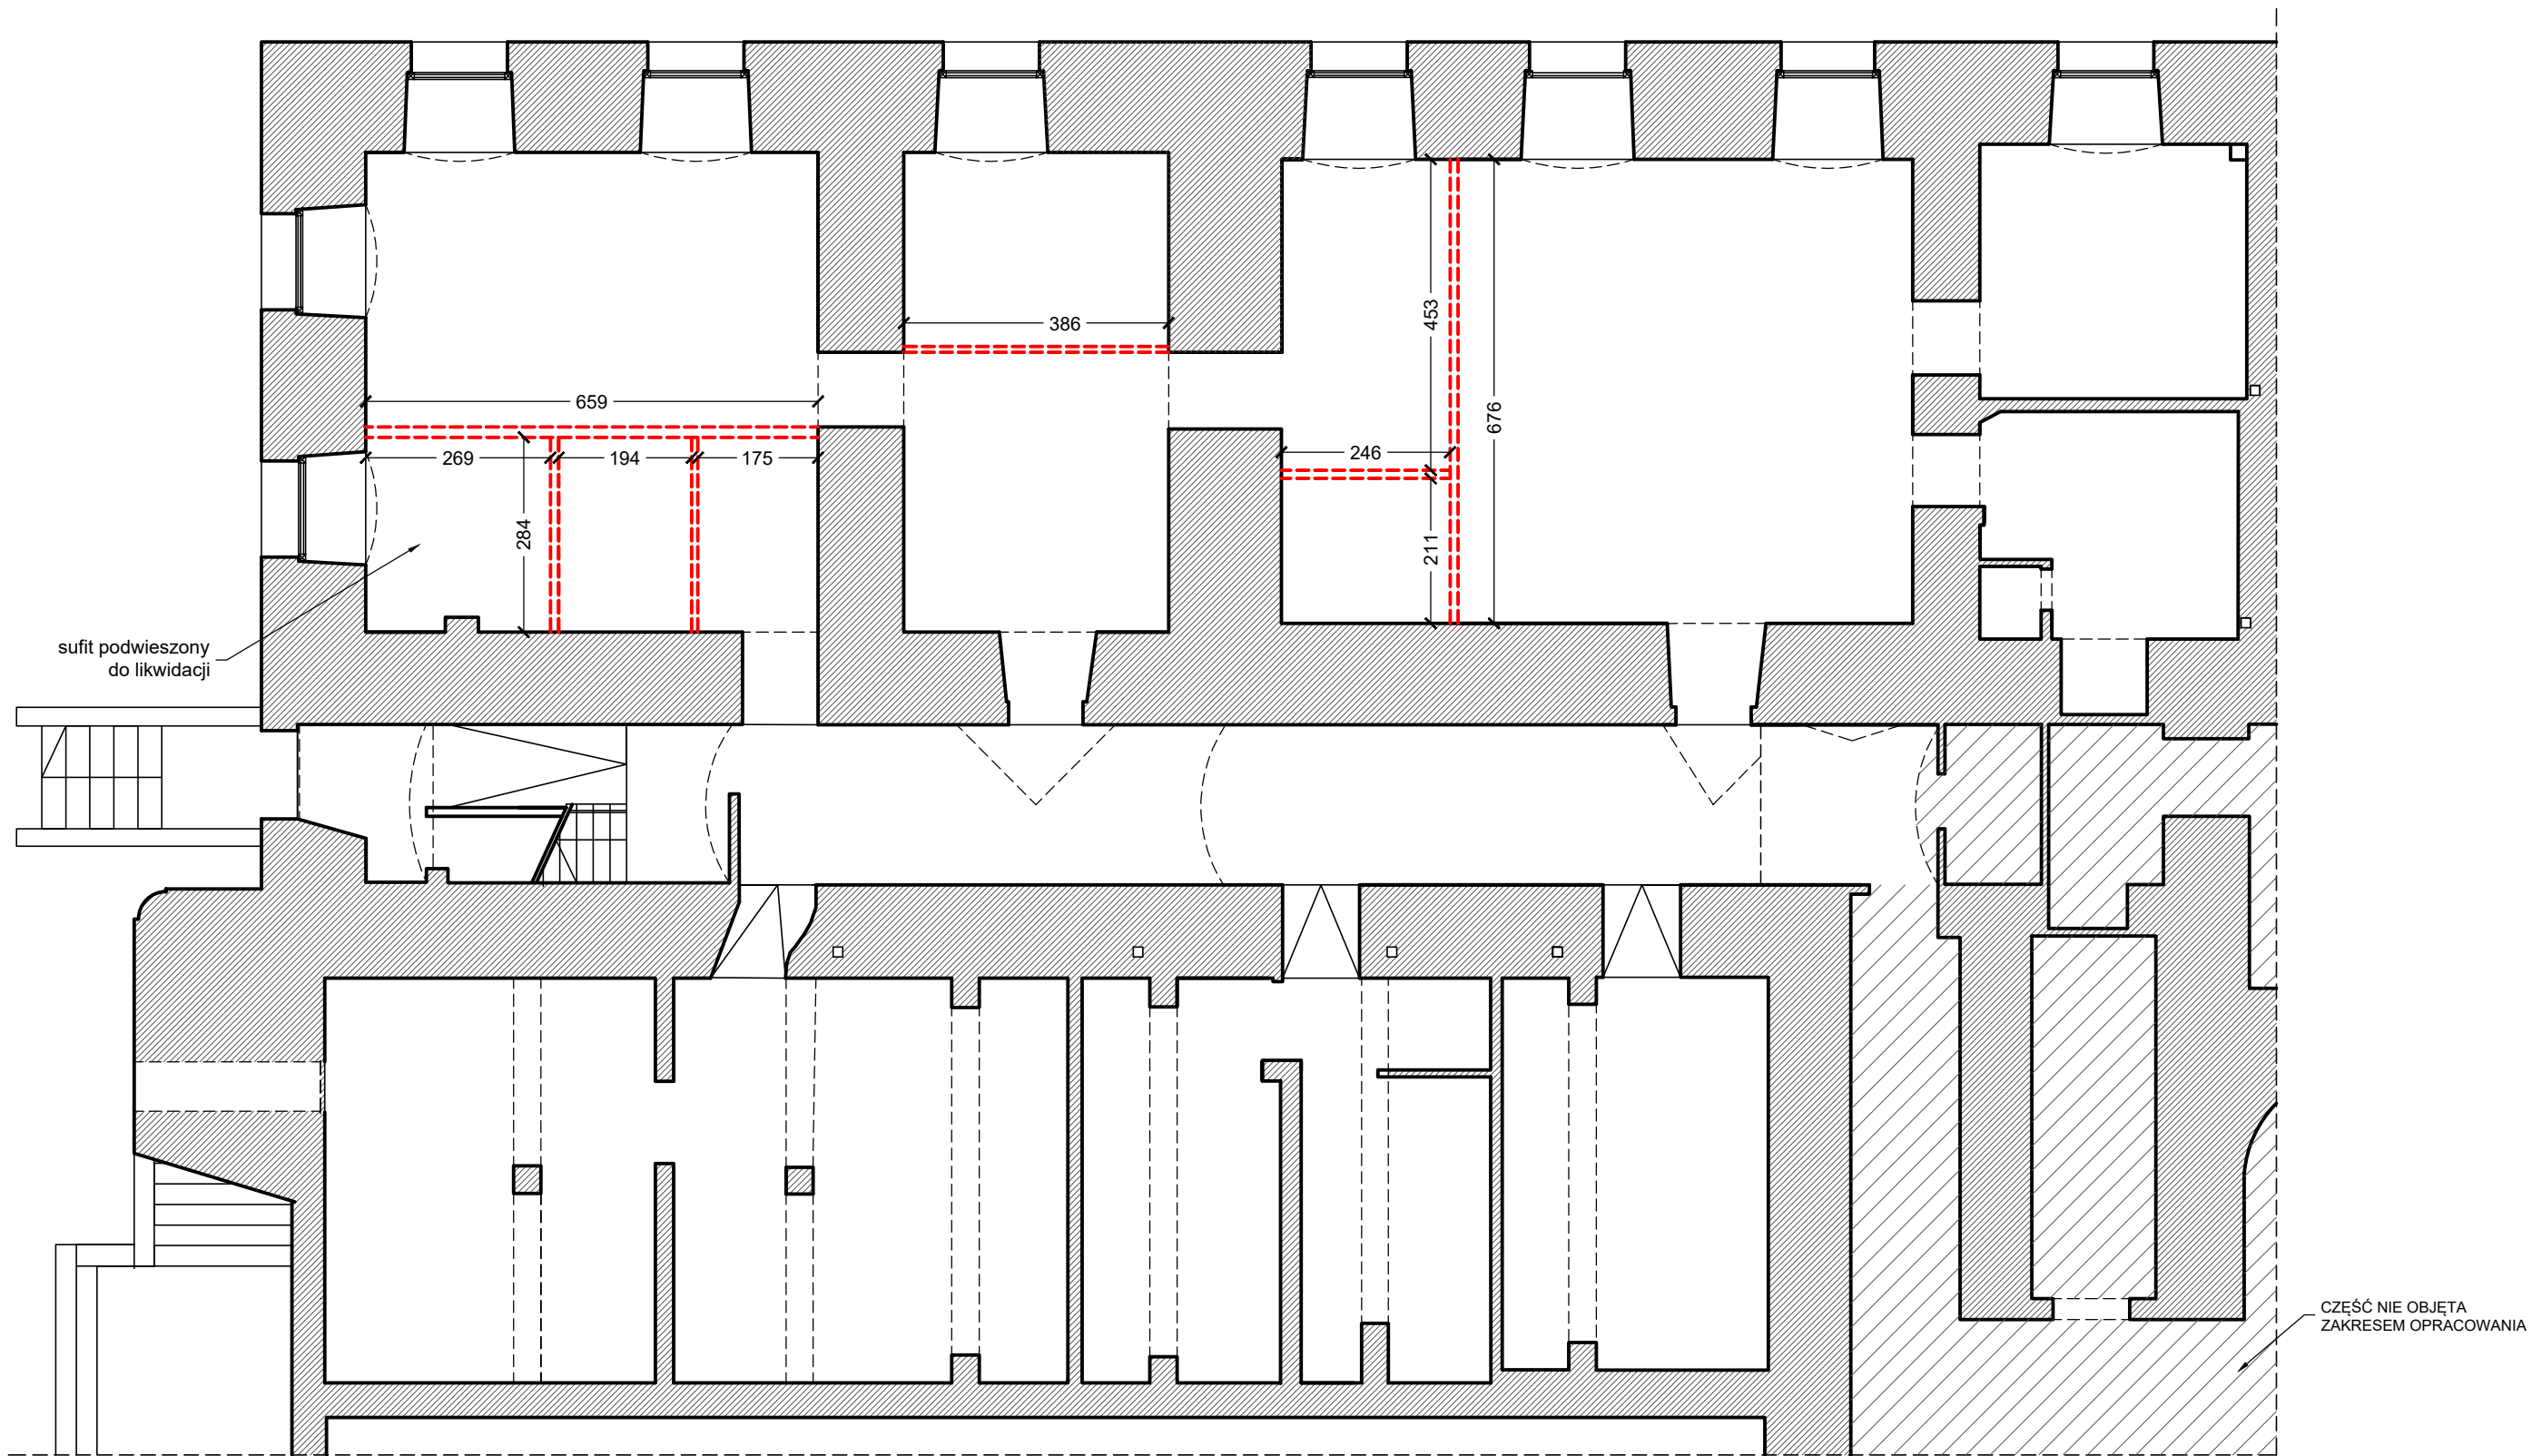 386
453
676
659
246
269
194
175
284
211
sufit podwieszony
do likwidacji
CZĘŚĆ NIE OBJĘTA
ZAKRESEM OPRACOWANIA